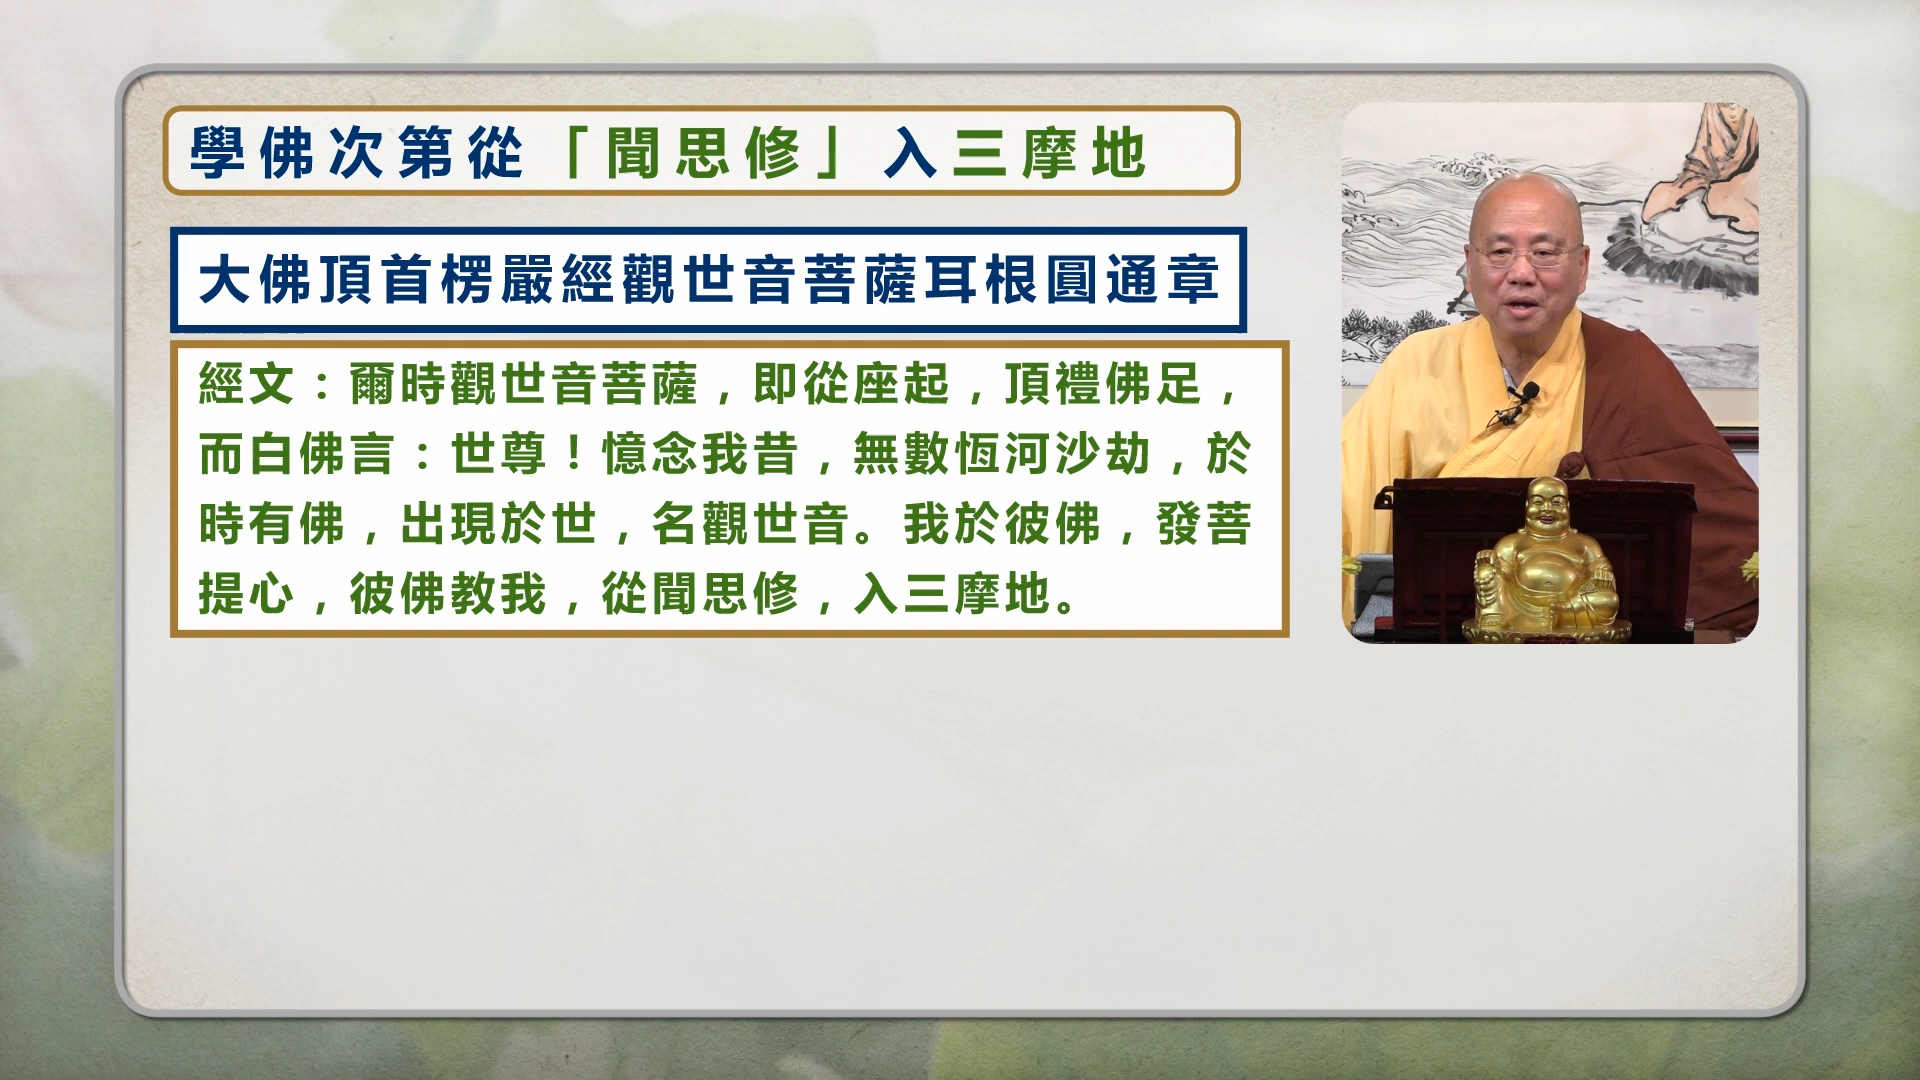 學佛次第從「聞思修」入三摩地
大佛頂首楞嚴經觀世音菩薩耳根圓通章
經文：爾時觀世音菩薩，即從座起，頂禮佛足，
而白佛言：世尊！憶念我昔，無數恆河沙劫，於
時有佛，出現於世，名觀世音。我於彼佛，發菩
提心，彼佛教我，從聞思修，入三摩地。